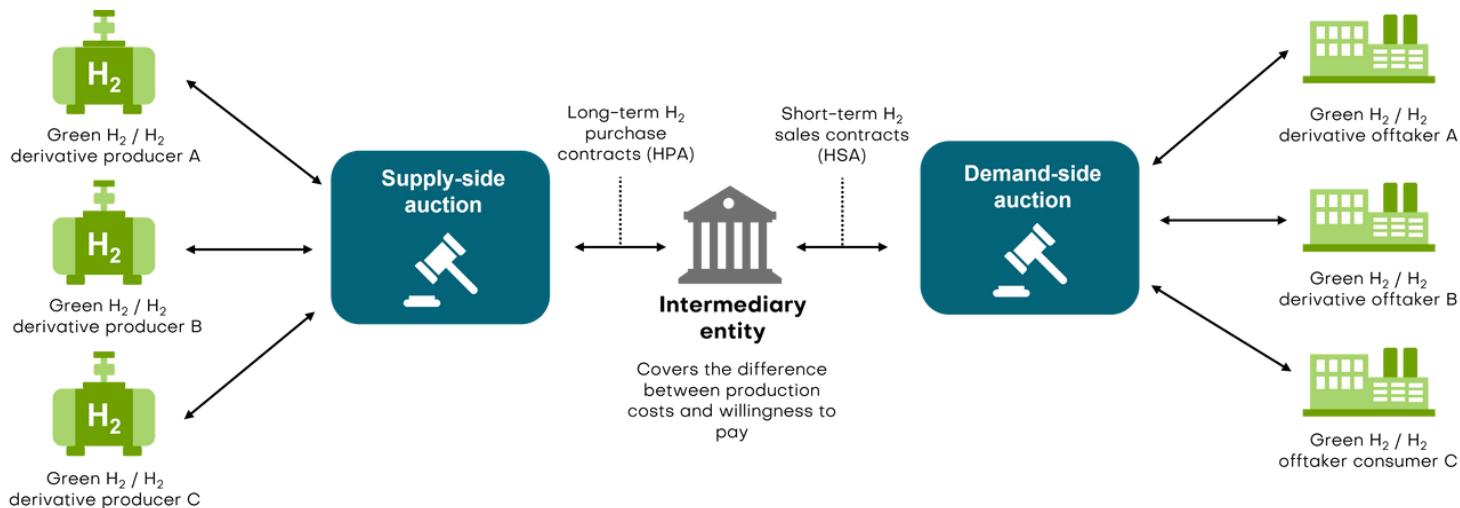 H₂
Green H₂ / H₂
derivative producer A
H₂
Green H₂ / H₂
derivative producer B
H₂
Green H₂ / H₂
derivative producer C
Supply-side
auction
Long-term H₂
purchase
contracts (HPA)
Intermediary
entity
Covers the difference
between production
costs and willingness to
pay
Short-term H₂
sales contracts
(HSA)
Demand-side
auction
Green H₂ / H₂
derivative offtaker A
Green H₂ / H₂
derivative offtaker B
Green H₂ / H₂
offtaker consumer C